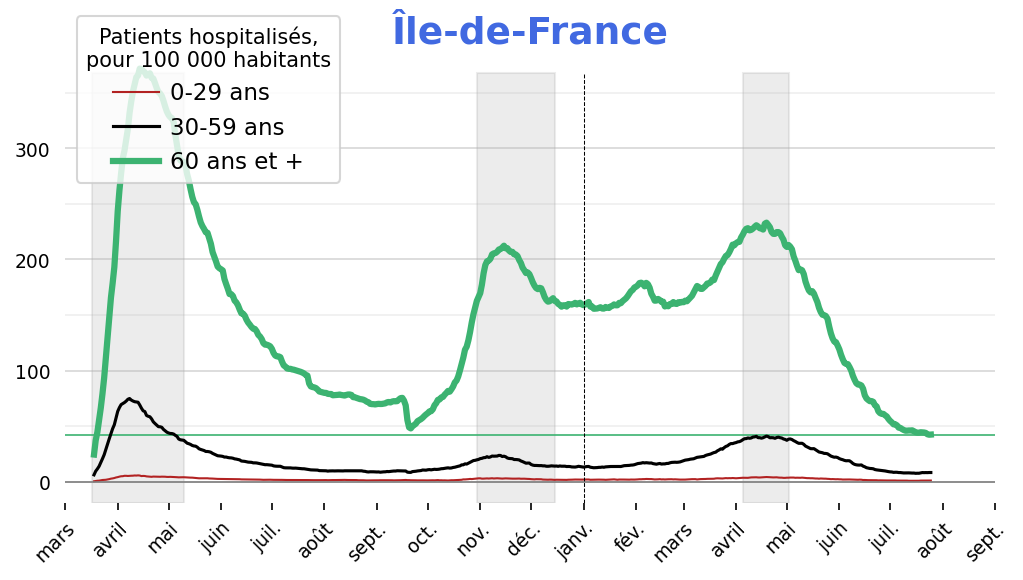 Île-de-France
Patients hospitalisés,
pour 100 000 habitants
0-29 ans
30-59 ans
60 ans et +
300
200
100
0
mars
avril
mai
juin
juil.
août
sept.
oct.
nov.
déc.
janv.
fév.
mars
avril
mai
juin
juil.
août
sept.